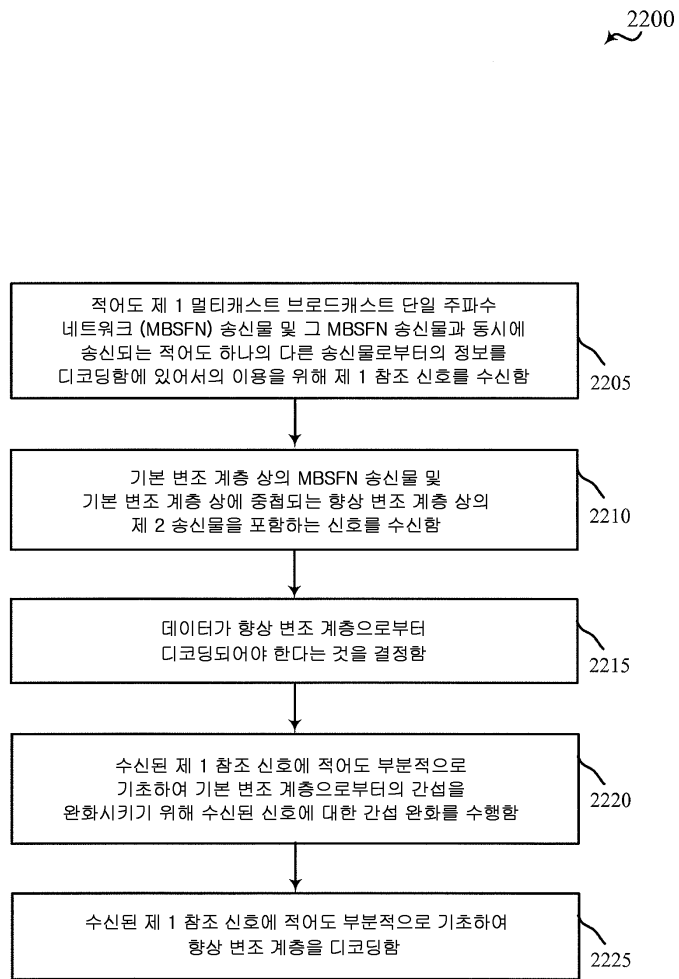 2200
적어도 제 1 멀티캐스트 브로드캐스트 단일 주파수
네트워크 (MBSFN) 송신물 및 그 MBSFN 송신물과 동시에
송신되는 적어도 하나의 다른 송신물로부터의 정보를
디코딩함에 있어서의 이용을 위해 제 1 참조 신호를 수신함
2205
기본 변조 계층 상의 MBSFN 송신물 및
기본 변조 계층 상에 중첩되는 향상 변조 계층 상의
제 2 송신물을 포함하는 신호를 수신함
2210
데이터가 향상 변조 계층으로부터
디코딩되어야 한다는 것을 결정함
2215
수신된 제 1 참조 신호에 적어도 부분적으로
기초하여 기본 변조 계층으로부터의 간섭을
완화시키기 위해 수신된 신호에 대한 간섭 완화를 수행함
2220
수신된 제 1 참조 신호에 적어도 부분적으로 기초하여
향상 변조 계층을 디코딩함
2225